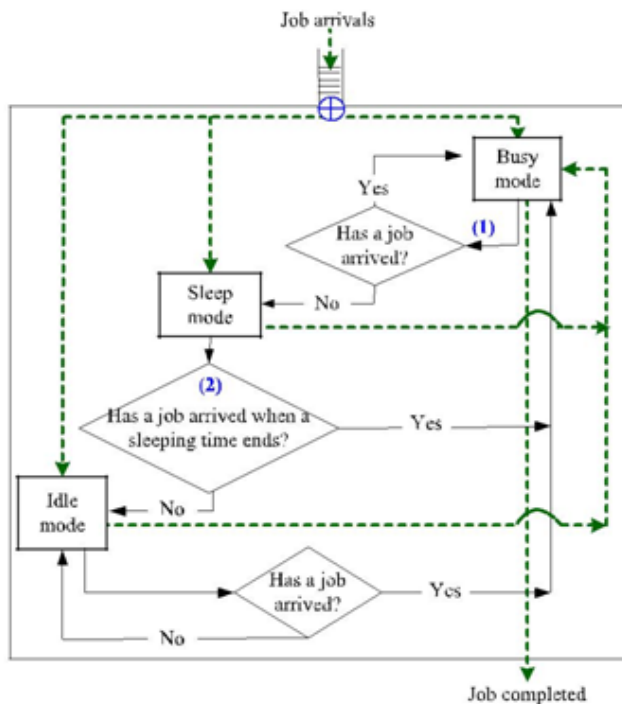 Job arrivals
Busy
mode
Yes
(1)
Has a job
arrived?
No
Sleep
mode
(2)
Has a job arrived when a
sleeping time ends?
Yes
No
Idle
mode
Has a job
arrived?
Yes
No
Job completed